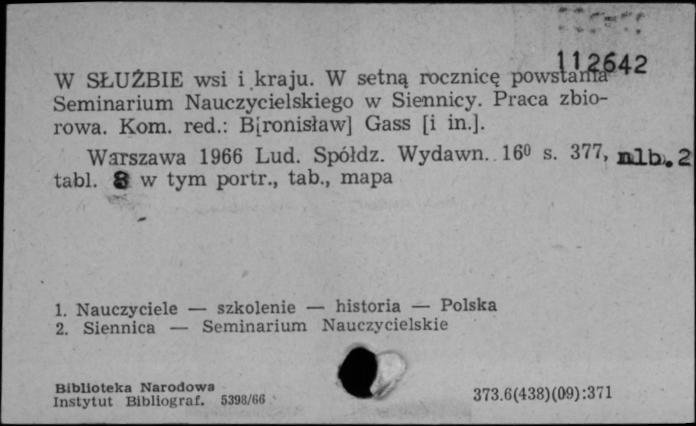 112642
W SŁUŻBIE wsi i kraju. W setną rocznicę powstania
Seminarium Nauczycielskiego w Siennicy. Praca zbio-
rowa. Kom. red.: B[ronisław] Gass [i in.].
Warszawa 1966 Lud. Spółdz. Wydawn. 16⁰ s. 377, nlb. 2
tabl. 8 w tym portr., tab., mapa
1. Nauczyciele — szkolenie — historia — Polska
2. Siennica — Seminarium Nauczycielskie
Biblioteka Narodowa
Instytut Bibliograf. 5398/66
373.6(438)(09):371